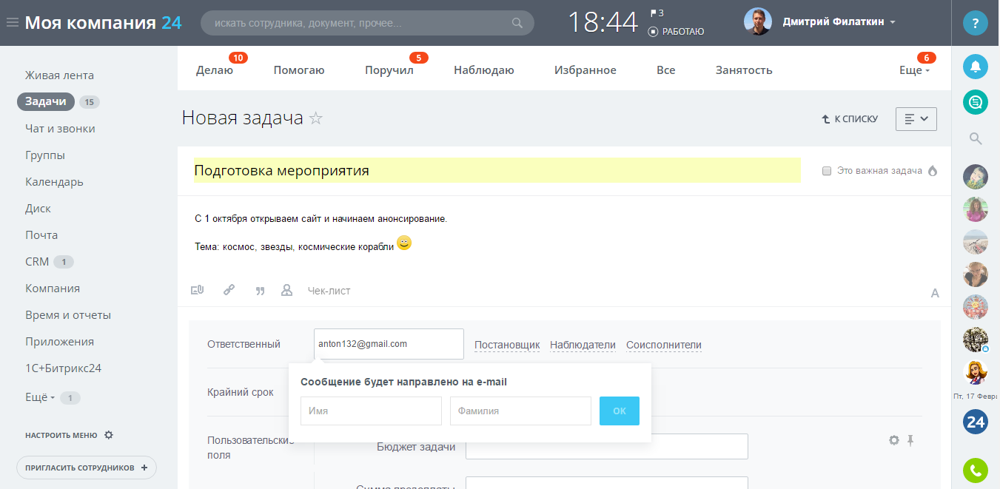 Моя компания 24
искать сотрудника, документ, прочее...
18:44
3
РАБОТАЮ
Дмитрий Филаткин
?
Живая лента
Задачи 15
Чат и звонки
Группы
Календарь
Диск
Почта
CRM 1
Компания
Время и отчеты
Приложения
1С+Битрикс24
Ещё 1
НАСТРОИТЬ МЕНЮ
ПРИГЛАСИТЬ СОТРУДНИКОВ +
Делаю 10
Помогаю
Поручил 5
Наблюдаю
Избранное
Все
Занятость
Еще 6
Новая задача
К СПИСКУ
Подготовка мероприятия
Это важная задача
С 1 октября открываем сайт и начинаем анонсирование.
Тема: космос, звезды, космические корабли
Чек-лист
A
Ответственный
anton132@gmail.com
Постановщик Наблюдатели Соисполнители
Сообщение будет направлено на e-mail
Имя
Фамилия
ОК
Крайний срок
Пользовательские
поля
Бюджет задачи
Сумма предоплаты
Пт, 17 Февра
24